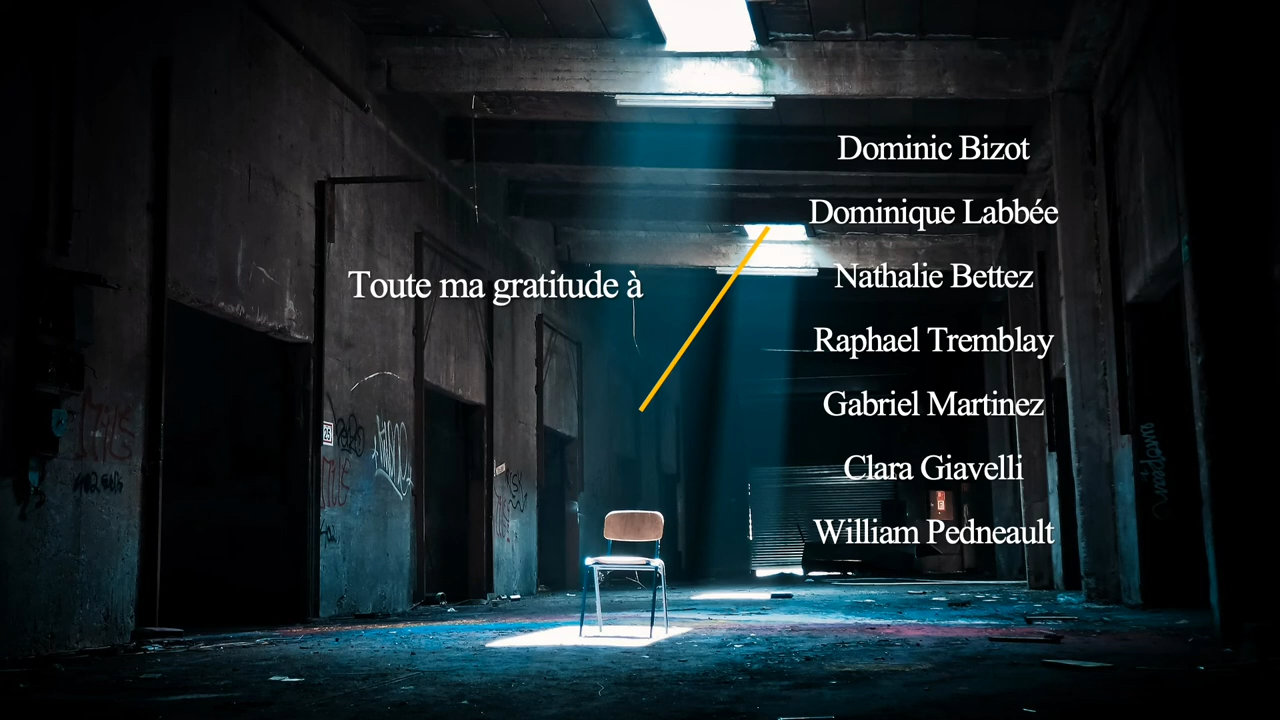 Toute ma gratitude à
Dominic Bizot
Dominique Labbée
Nathalie Bettez
Raphael Tremblay
Gabriel Martinez
Clara Giavelli
William Pedneault